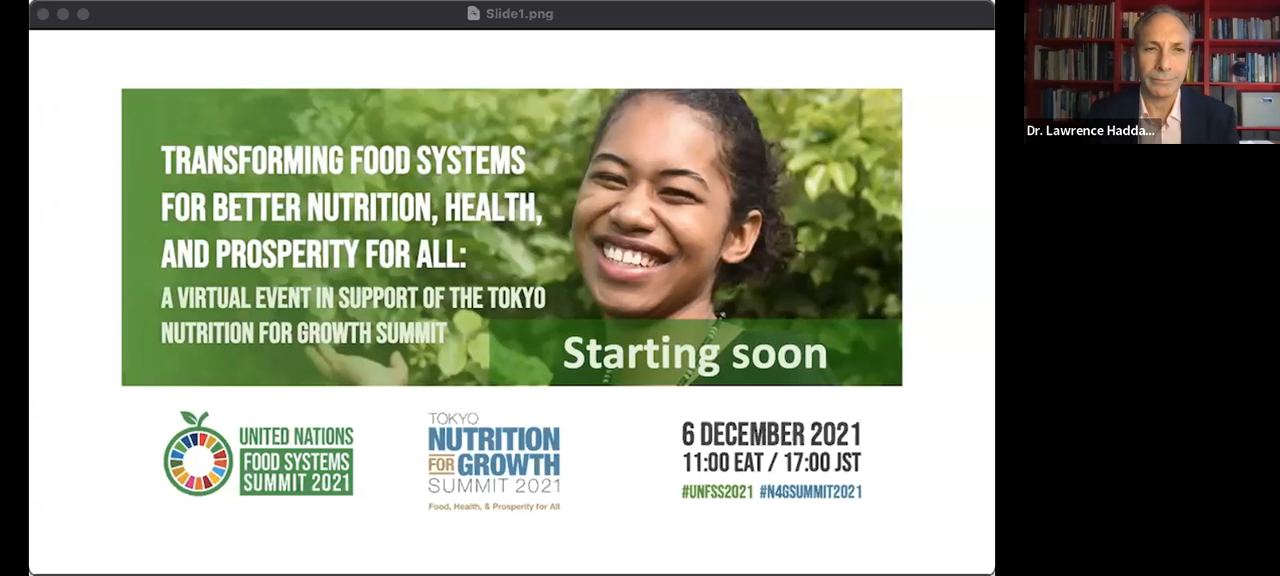 Slide1.png
TRANSFORMING FOOD SYSTEMS
FOR BETTER NUTRITION, HEALTH,
AND PROSPERITY FOR ALL:
A VIRTUAL EVENT IN SUPPORT OF THE TOKYO
NUTRITION FOR GROWTH SUMMIT
Starting soon
UNITED NATIONS
FOOD SYSTEMS
SUMMIT 2021
TOKYO
NUTRITION
FOR GROWTH
SUMMIT 2021
Food, Health, & Prosperity for All
6 DECEMBER 2021
11:00 EAT / 17:00 JST
#UNFSS2021 #N4GSUMMIT2021
Dr. Lawrence Hadda...